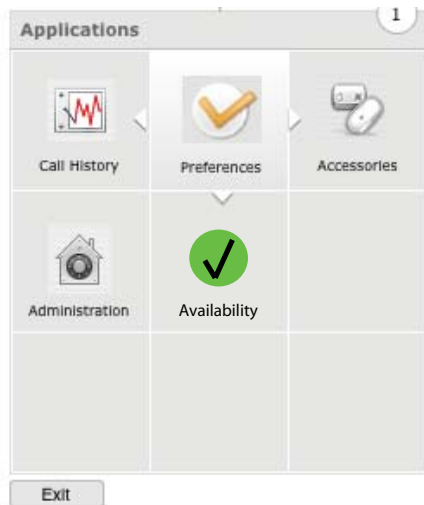 Applications
1
Call History
Preferences
Accessories
Administration
Availability
Exit